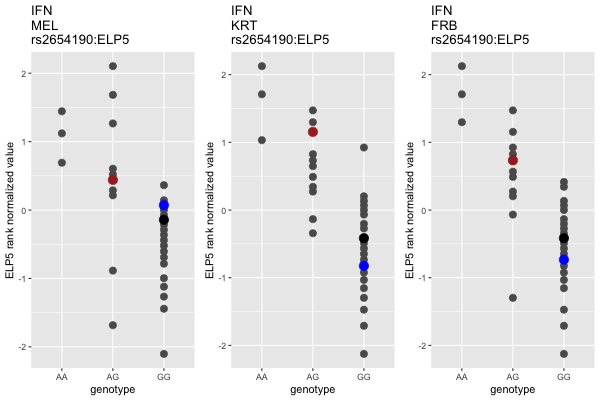 IFN
MEL
rs2654190:ELP5
ELP5 rank normalized value
2
1
0
-1
-2
AA AG GG
genotype
IFN
KRT
rs2654190:ELP5
ELP5 rank normalized value
2
1
0
-1
-2
AA AG GG
genotype
IFN
FRB
rs2654190:ELP5
ELP5 rank normalized value
2
1
0
-1
-2
AA AG GG
genotype